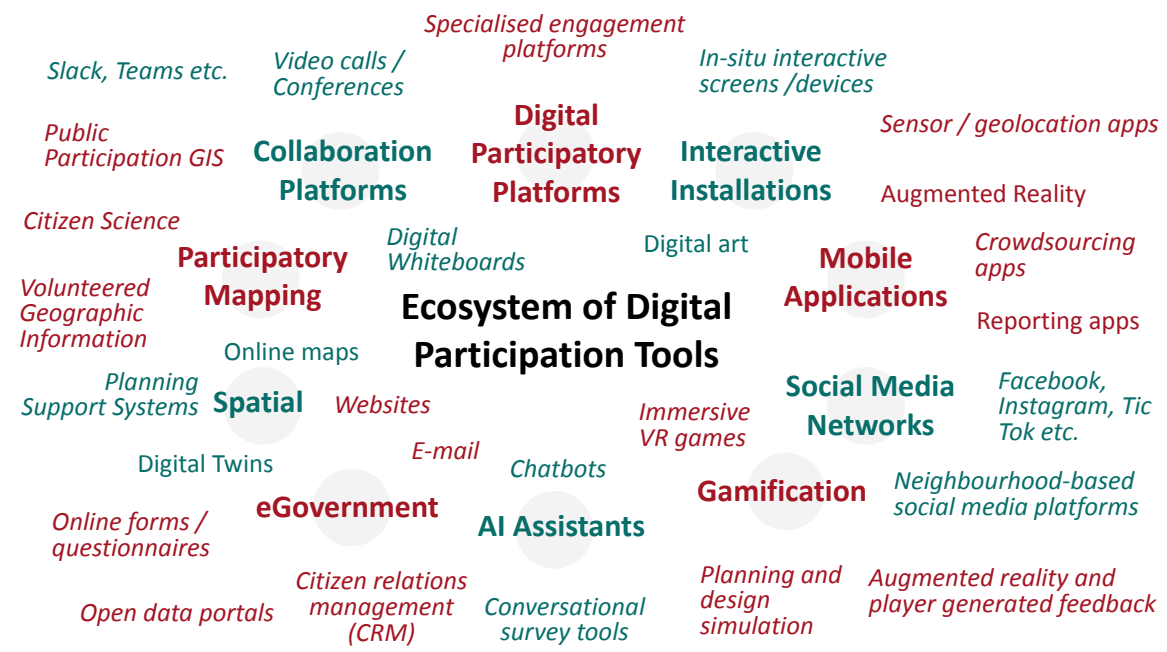 Specialised engagement
platforms
Slack, Teams etc.
Video calls /
Conferences
In-situ interactive
screens /devices
Public
Participation GIS
Collaboration
Platforms
Digital
Participatory
Platforms
Interactive
Installations
Sensor / geolocation apps
Augmented Reality
Citizen Science
Participatory
Mapping
Digital
Whiteboards
Digital art
Mobile
Applications
Crowdsourcing
apps
Volunteered
Geographic
Information
Ecosystem of Digital
Participation Tools
Reporting apps
Online maps
Planning
Support Systems
Spatial
Websites
Immersive
VR games
Social Media
Networks
Facebook,
Instagram, Tic
Tok etc.
Digital Twins
E-mail
Chatbots
Gamification
Neighbourhood-based
social media platforms
eGovernment
AI Assistants
Online forms /
questionnaires
Open data portals
Citizen relations
management
(CRM)
Conversational
survey tools
Planning and
design
simulation
Augmented reality and
player generated feedback